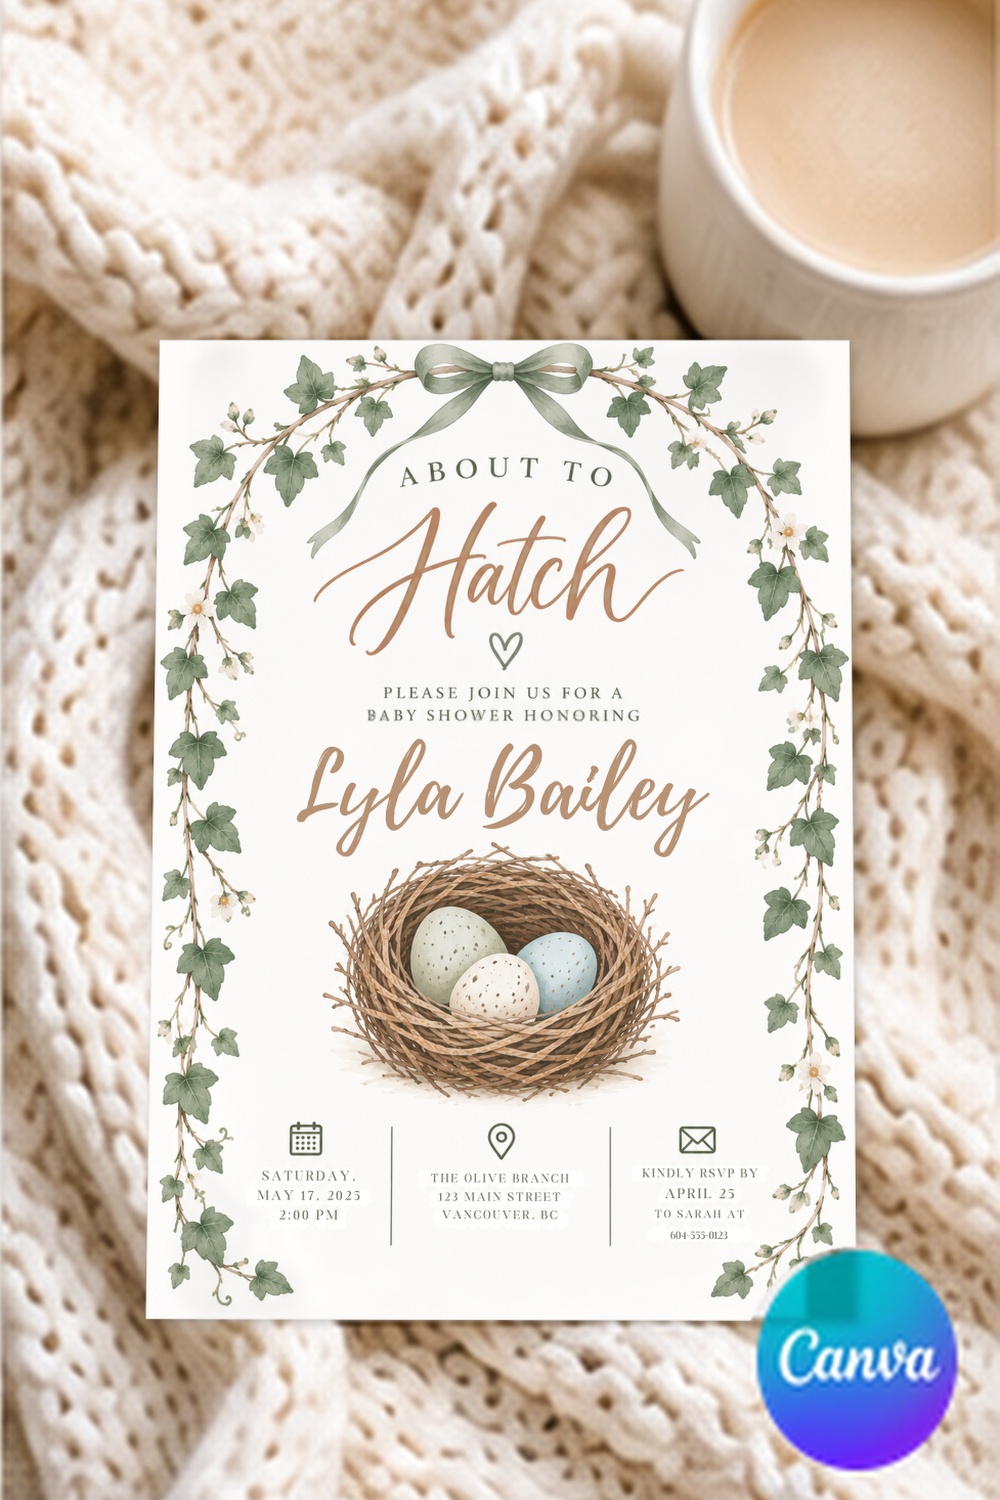 ABOUT TO
Hatch
PLEASE JOIN US FOR A
BABY SHOWER HONORING
Lyla Bailey
SATURDAY,
MAY 17, 2025
2:00 PM
THE OLIVE BRANCH
123 MAIN STREET
VANCOUVER, BC
KINDLY RSVP BY
APRIL 25
TO SARAH AT
604-555-0123
Canva